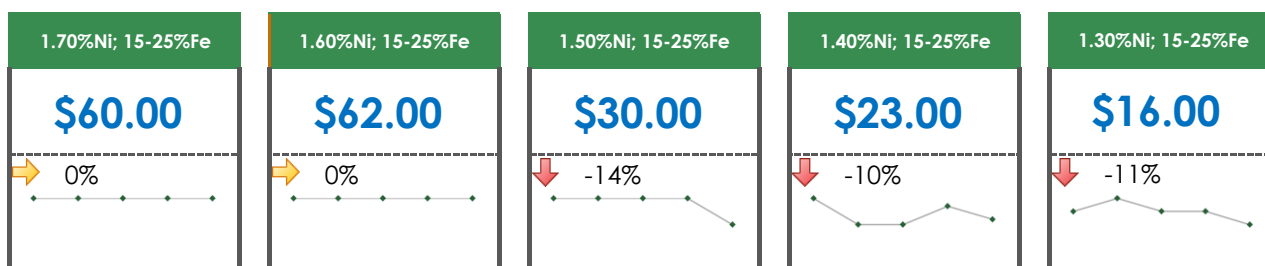 1.70%Ni; 15-25%Fe
$60.00
0%
1.60%Ni; 15-25%Fe
$62.00
0%
1.50%Ni; 15-25%Fe
$30.00
-14%
1.40%Ni; 15-25%Fe
$23.00
-10%
1.30%Ni; 15-25%Fe
$16.00
-11%